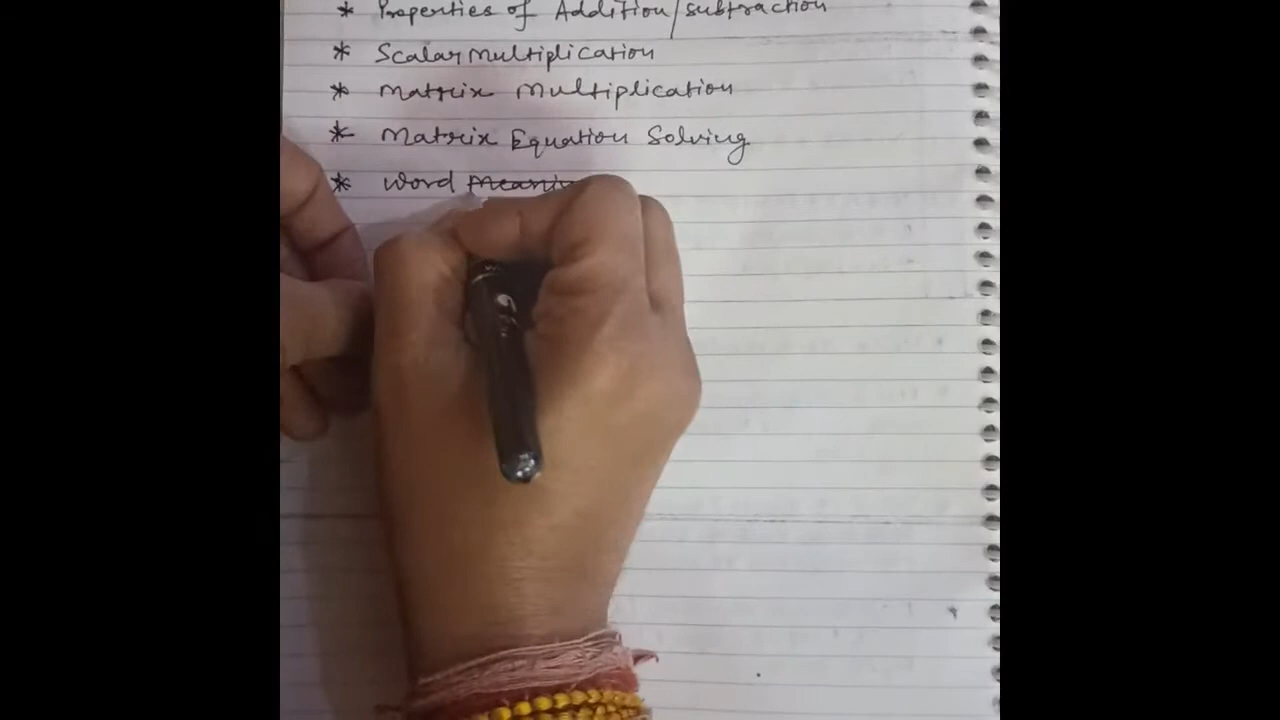 * Properties of Addition/subtraction
* Scalar Multiplication
* Matrix Multiplication
* Matrix Equation Solving
* Word